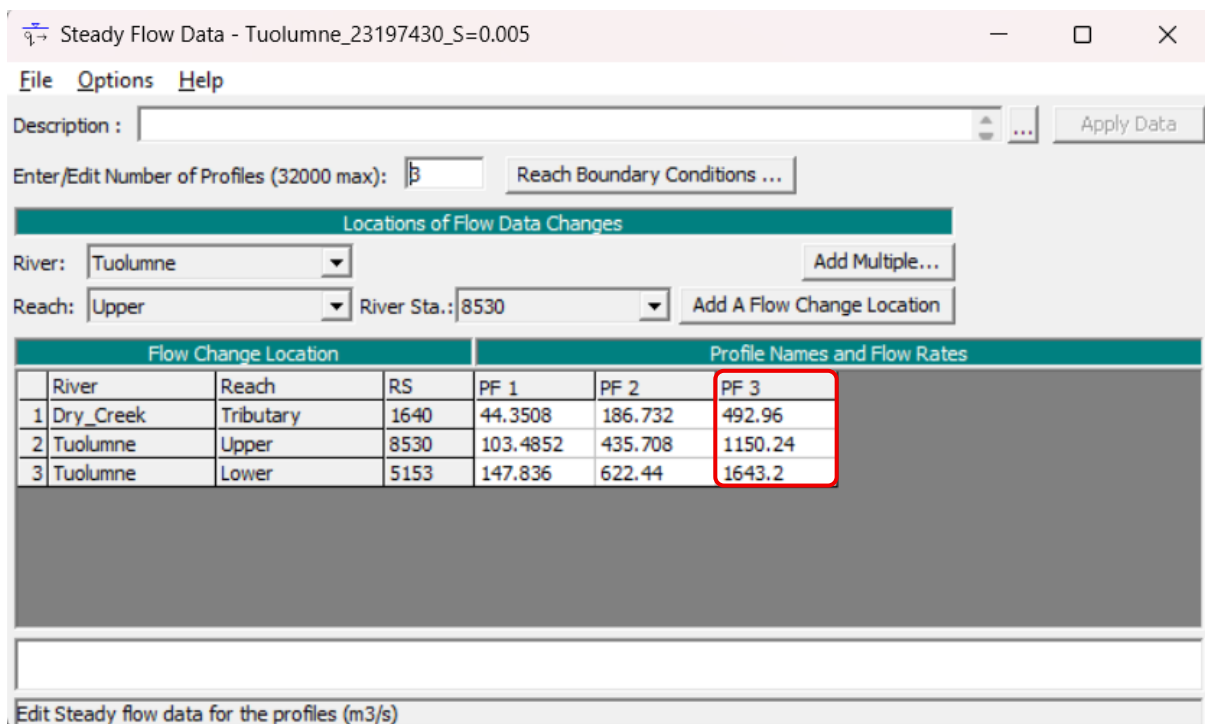 Steady Flow Data - Tuolumne_23197430_S=0.005
File Options Help
Description : ... Apply Data
Enter/Edit Number of Profiles (32000 max): 3 Reach Boundary Conditions ...
Locations of Flow Data Changes
River: Tuolumne Add Multiple...
Reach: Upper River Sta.: 8530 Add A Flow Change Location
Flow Change Location Profile Names and Flow Rates
River Reach RS PF 1 PF 2 PF 3
1 Dry_Creek Tributary 1640 44.3508 186.732 492.96
2 Tuolumne Upper 8530 103.4852 435.708 1150.24
3 Tuolumne Lower 5153 147.836 622.44 1643.2
Edit Steady flow data for the profiles (m3/s)